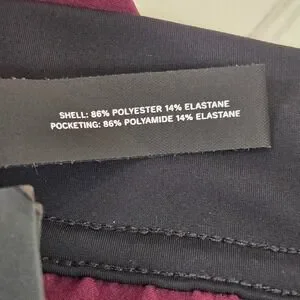 SHELL: 86% POLYESTER 14% ELASTANE
POCKETING: 86% POLYAMIDE 14% ELASTANE